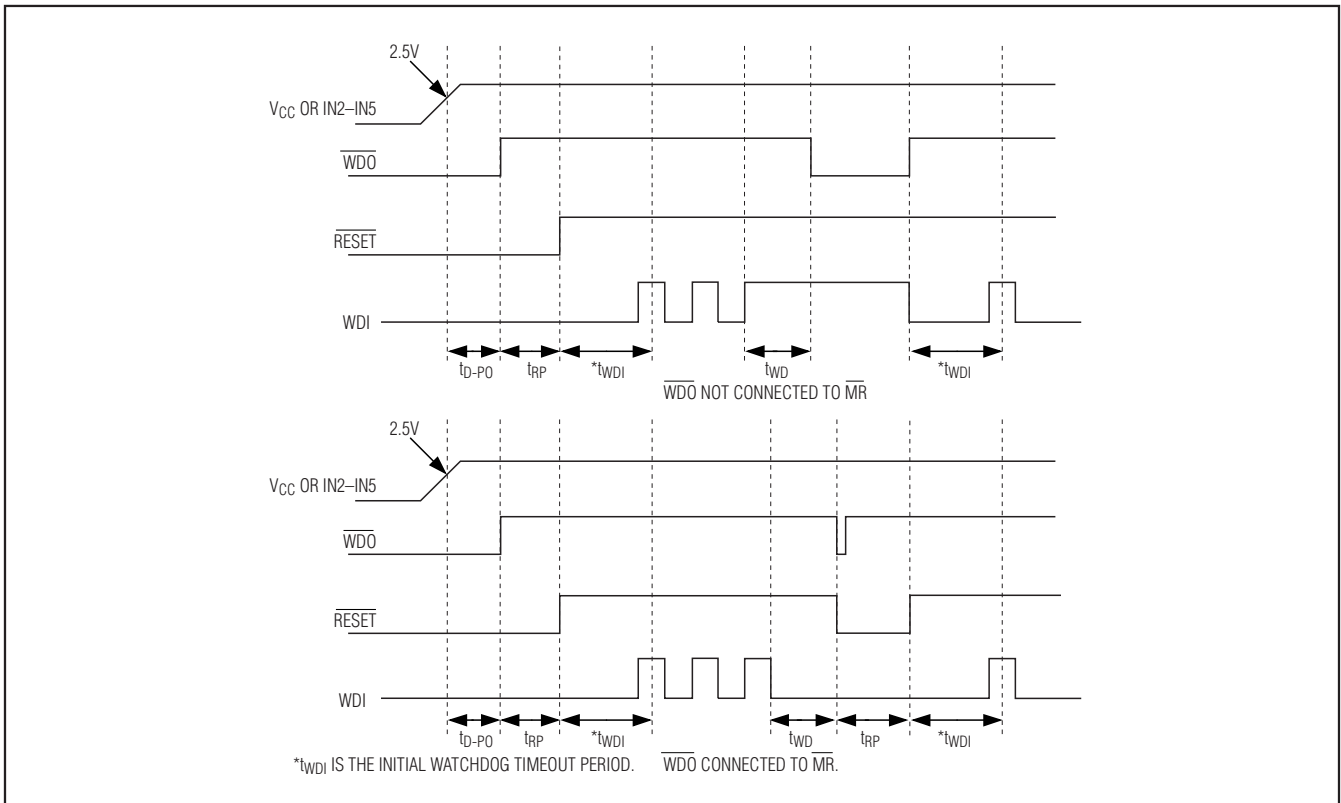 2.5V
VCC OR IN2–IN5
WDO
RESET
WDI
tD-PO tRP *tWDI tWD *tWDI
WDO NOT CONNECTED TO MR
2.5V
VCC OR IN2–IN5
WDO
RESET
WDI
tD-PO tRP *tWDI tWD tRP *tWDI
*tWDI IS THE INITIAL WATCHDOG TIMEOUT PERIOD. WDO CONNECTED TO MR.